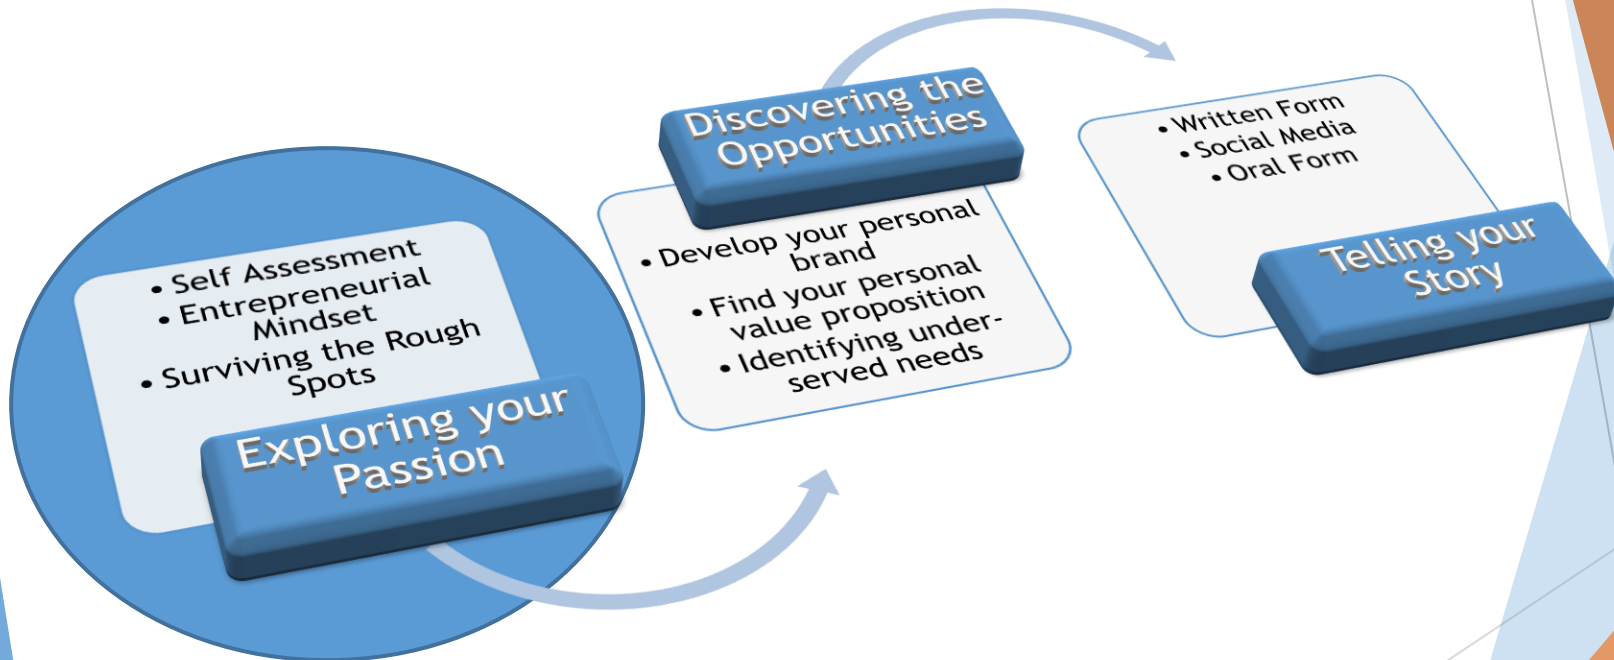 • Self Assessment
• Entrepreneurial
Mindset
• Surviving the Rough
Spots
Exploring your
Passion
Discovering the
Opportunities
• Develop your personal
brand
• Find your personal
value proposition
• Identifying under-
served needs
• Written Form
• Social Media
• Oral Form
Telling your
Story